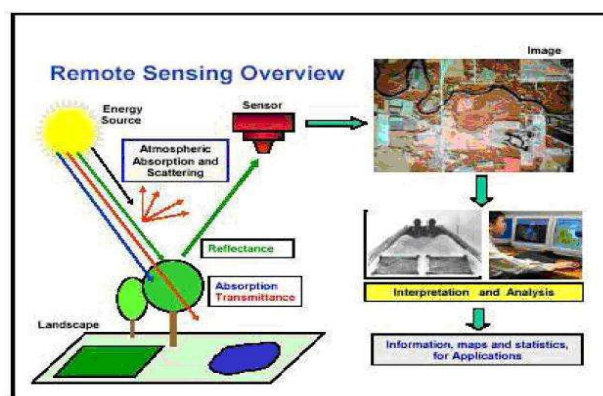 Image
Remote Sensing Overview
Energy
Source
Sensor
Atmospheric
Absorption and
Scattering
Reflectance
Absorption
Transmittance
Landscape
Interpretation and Analysis
Information, maps and statistics,
for Applications